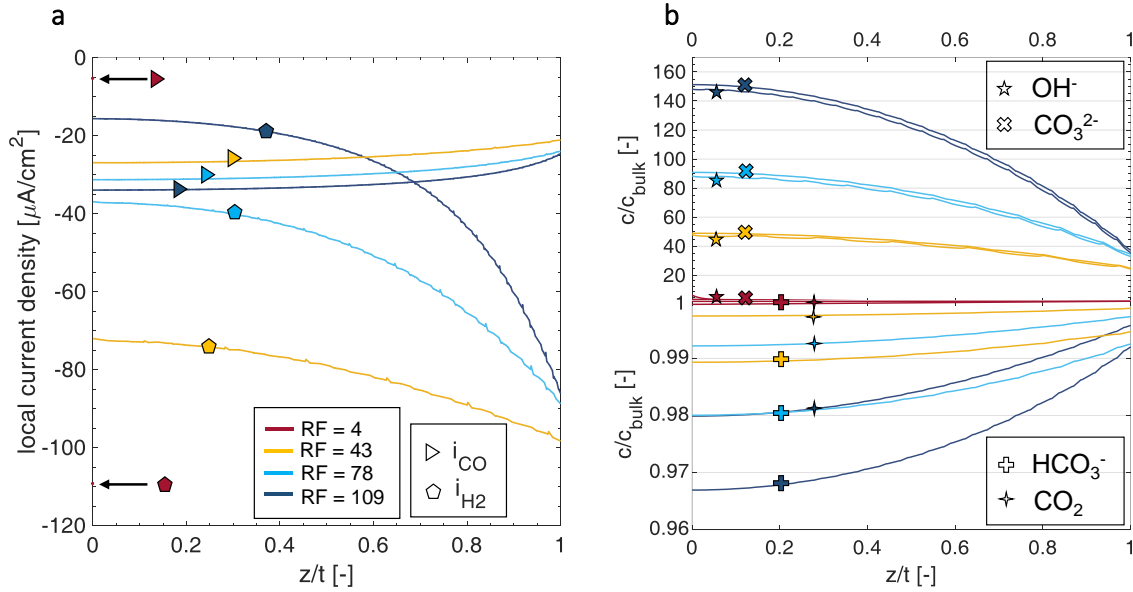 a
0
-20
-40
-60
-80
-100
-120
local current density [μA/cm²]
0 0.2 0.4 0.6 0.8 1
z/t [-]
RF = 4
RF = 43
RF = 78
RF = 109
i_CO
i_H2
b
0 0.2 0.4 0.6 0.8 1
160
140
120
100
80
60
40
20
1
c/c_bulk [-]
OH⁻
CO₃²⁻
0.99
0.98
0.97
0.96
c/c_bulk [-]
HCO₃⁻
CO₂
0 0.2 0.4 0.6 0.8 1
z/t [-]